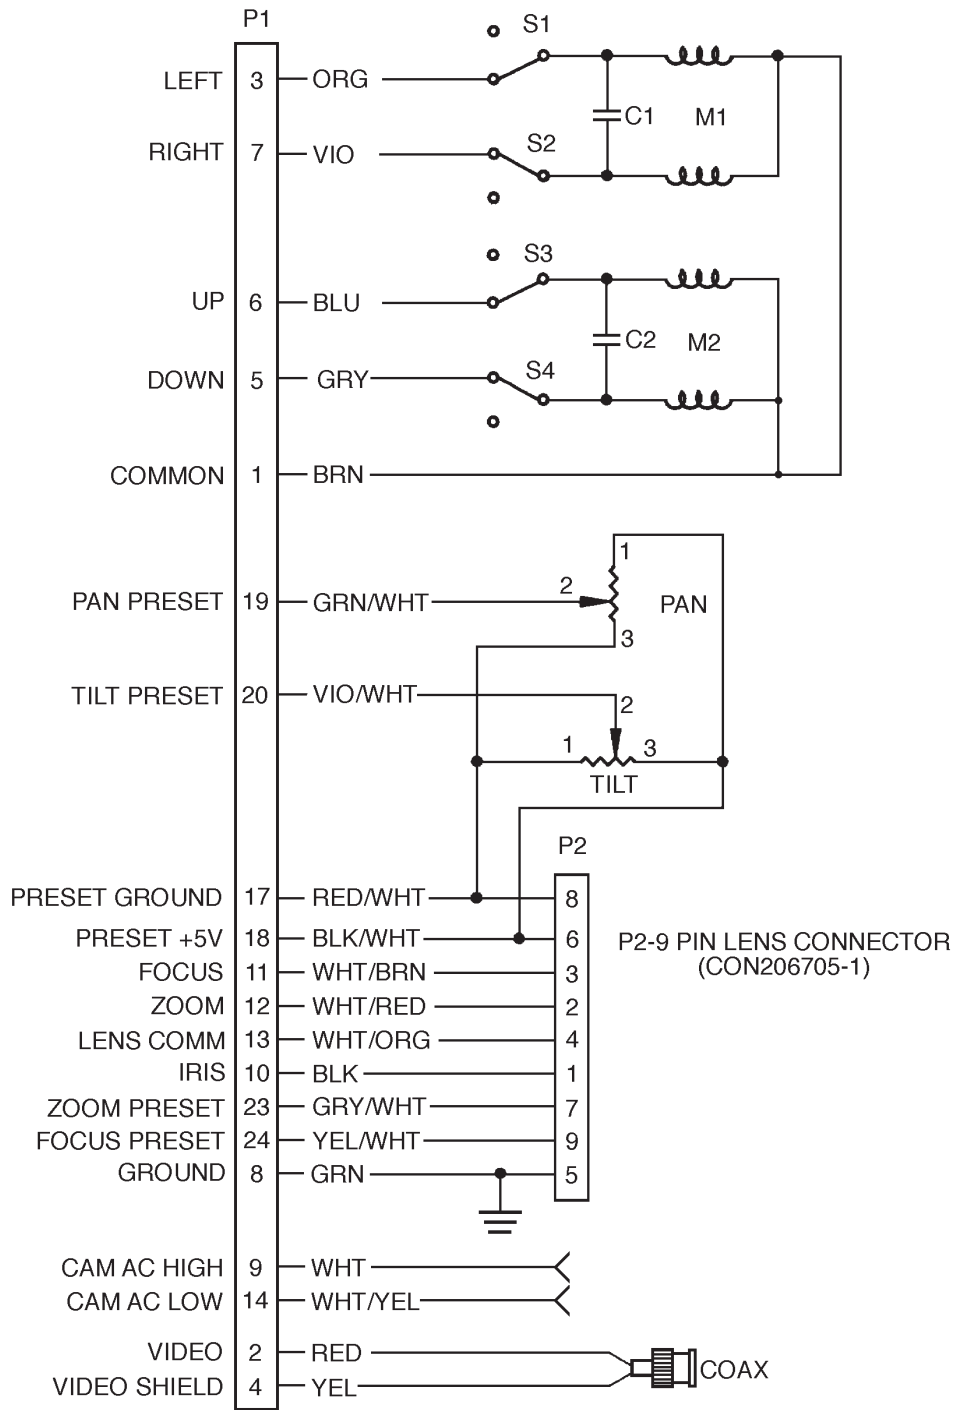 P1
S1
LEFT 3 ORG
C1 M1
S2
RIGHT 7 VIO
S3
UP 6 BLU
C2 M2
S4
DOWN 5 GRY
COMMON 1 BRN
1
PAN PRESET 19 GRN/WHT 2 PAN
3
TILT PRESET 20 VIO/WHT
2
1 3
TILT
P2
PRESET GROUND 17 RED/WHT 8
PRESET +5V 18 BLK/WHT 6
P2-9 PIN LENS CONNECTOR
(CON206705-1)
FOCUS 11 WHT/BRN 3
ZOOM 12 WHT/RED 2
LENS COMM 13 WHT/ORG 4
IRIS 10 BLK 1
ZOOM PRESET 23 GRY/WHT 7
FOCUS PRESET 24 YEL/WHT 9
GROUND 8 GRN 5
CAM AC HIGH 9 WHT
CAM AC LOW 14 WHT/YEL
VIDEO 2 RED
COAX
VIDEO SHIELD 4 YEL